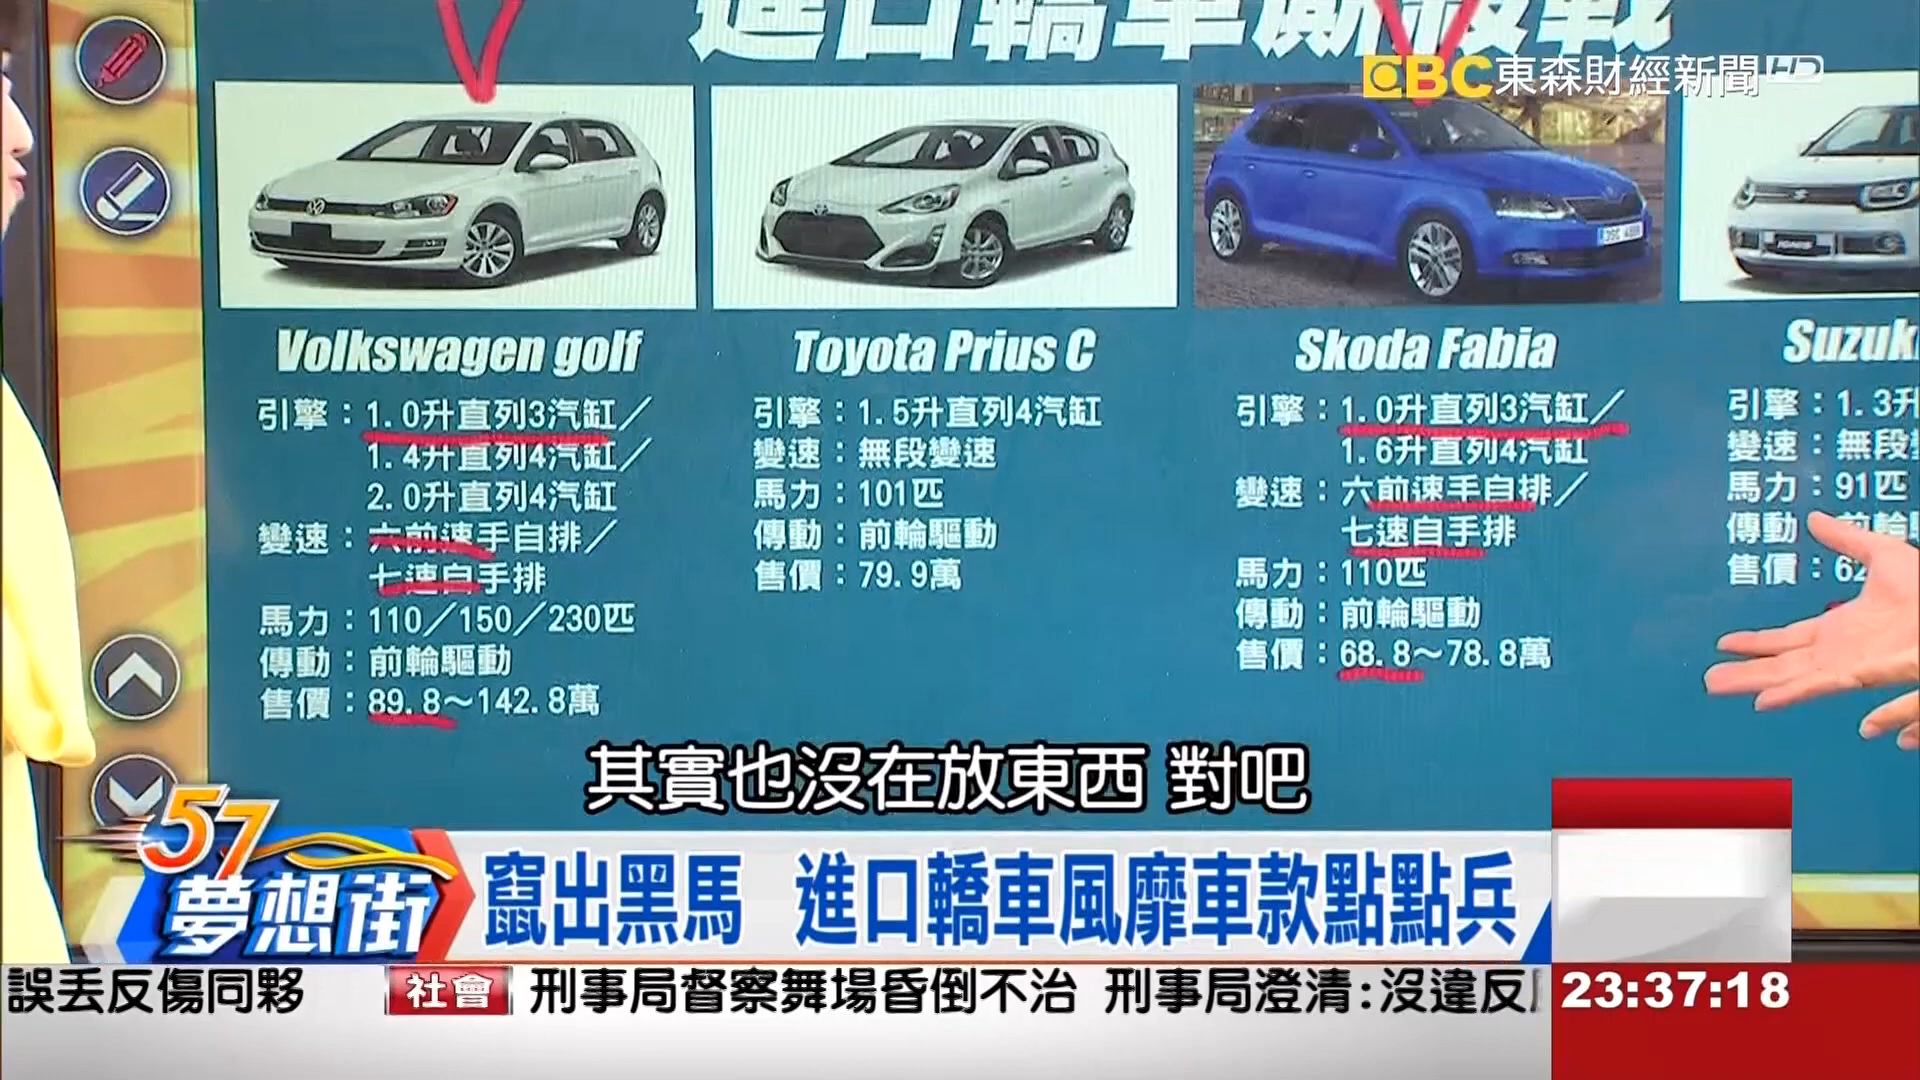 進口轎車廝殺戰
EBC東森財經新聞HD
Volkswagen golf
引擎：1.0升直列3汽缸／
1.4升直列4汽缸／
2.0升直列4汽缸
變速：六前速手自排／
七速自手排
馬力：110／150／230匹
傳動：前輪驅動
售價：89.8～142.8萬
Toyota Prius C
引擎：1.5升直列4汽缸
變速：無段變速
馬力：101匹
傳動：前輪驅動
售價：79.9萬
Skoda Fabia
引擎：1.0升直列3汽缸／
1.6升直列4汽缸
變速：六前速手自排／
七速自手排
馬力：110匹
傳動：前輪驅動
售價：68.8～78.8萬
Suzuk
引擎：1.3升
變速：無段
馬力：91匹
傳動：前輪
售價：62
其實也沒在放東西 對吧
57夢想街
竄出黑馬 進口轎車風靡車款點點兵
誤丟反傷同夥
社會 刑事局督察舞場昏倒不治 刑事局澄清:沒違反
23:37:18